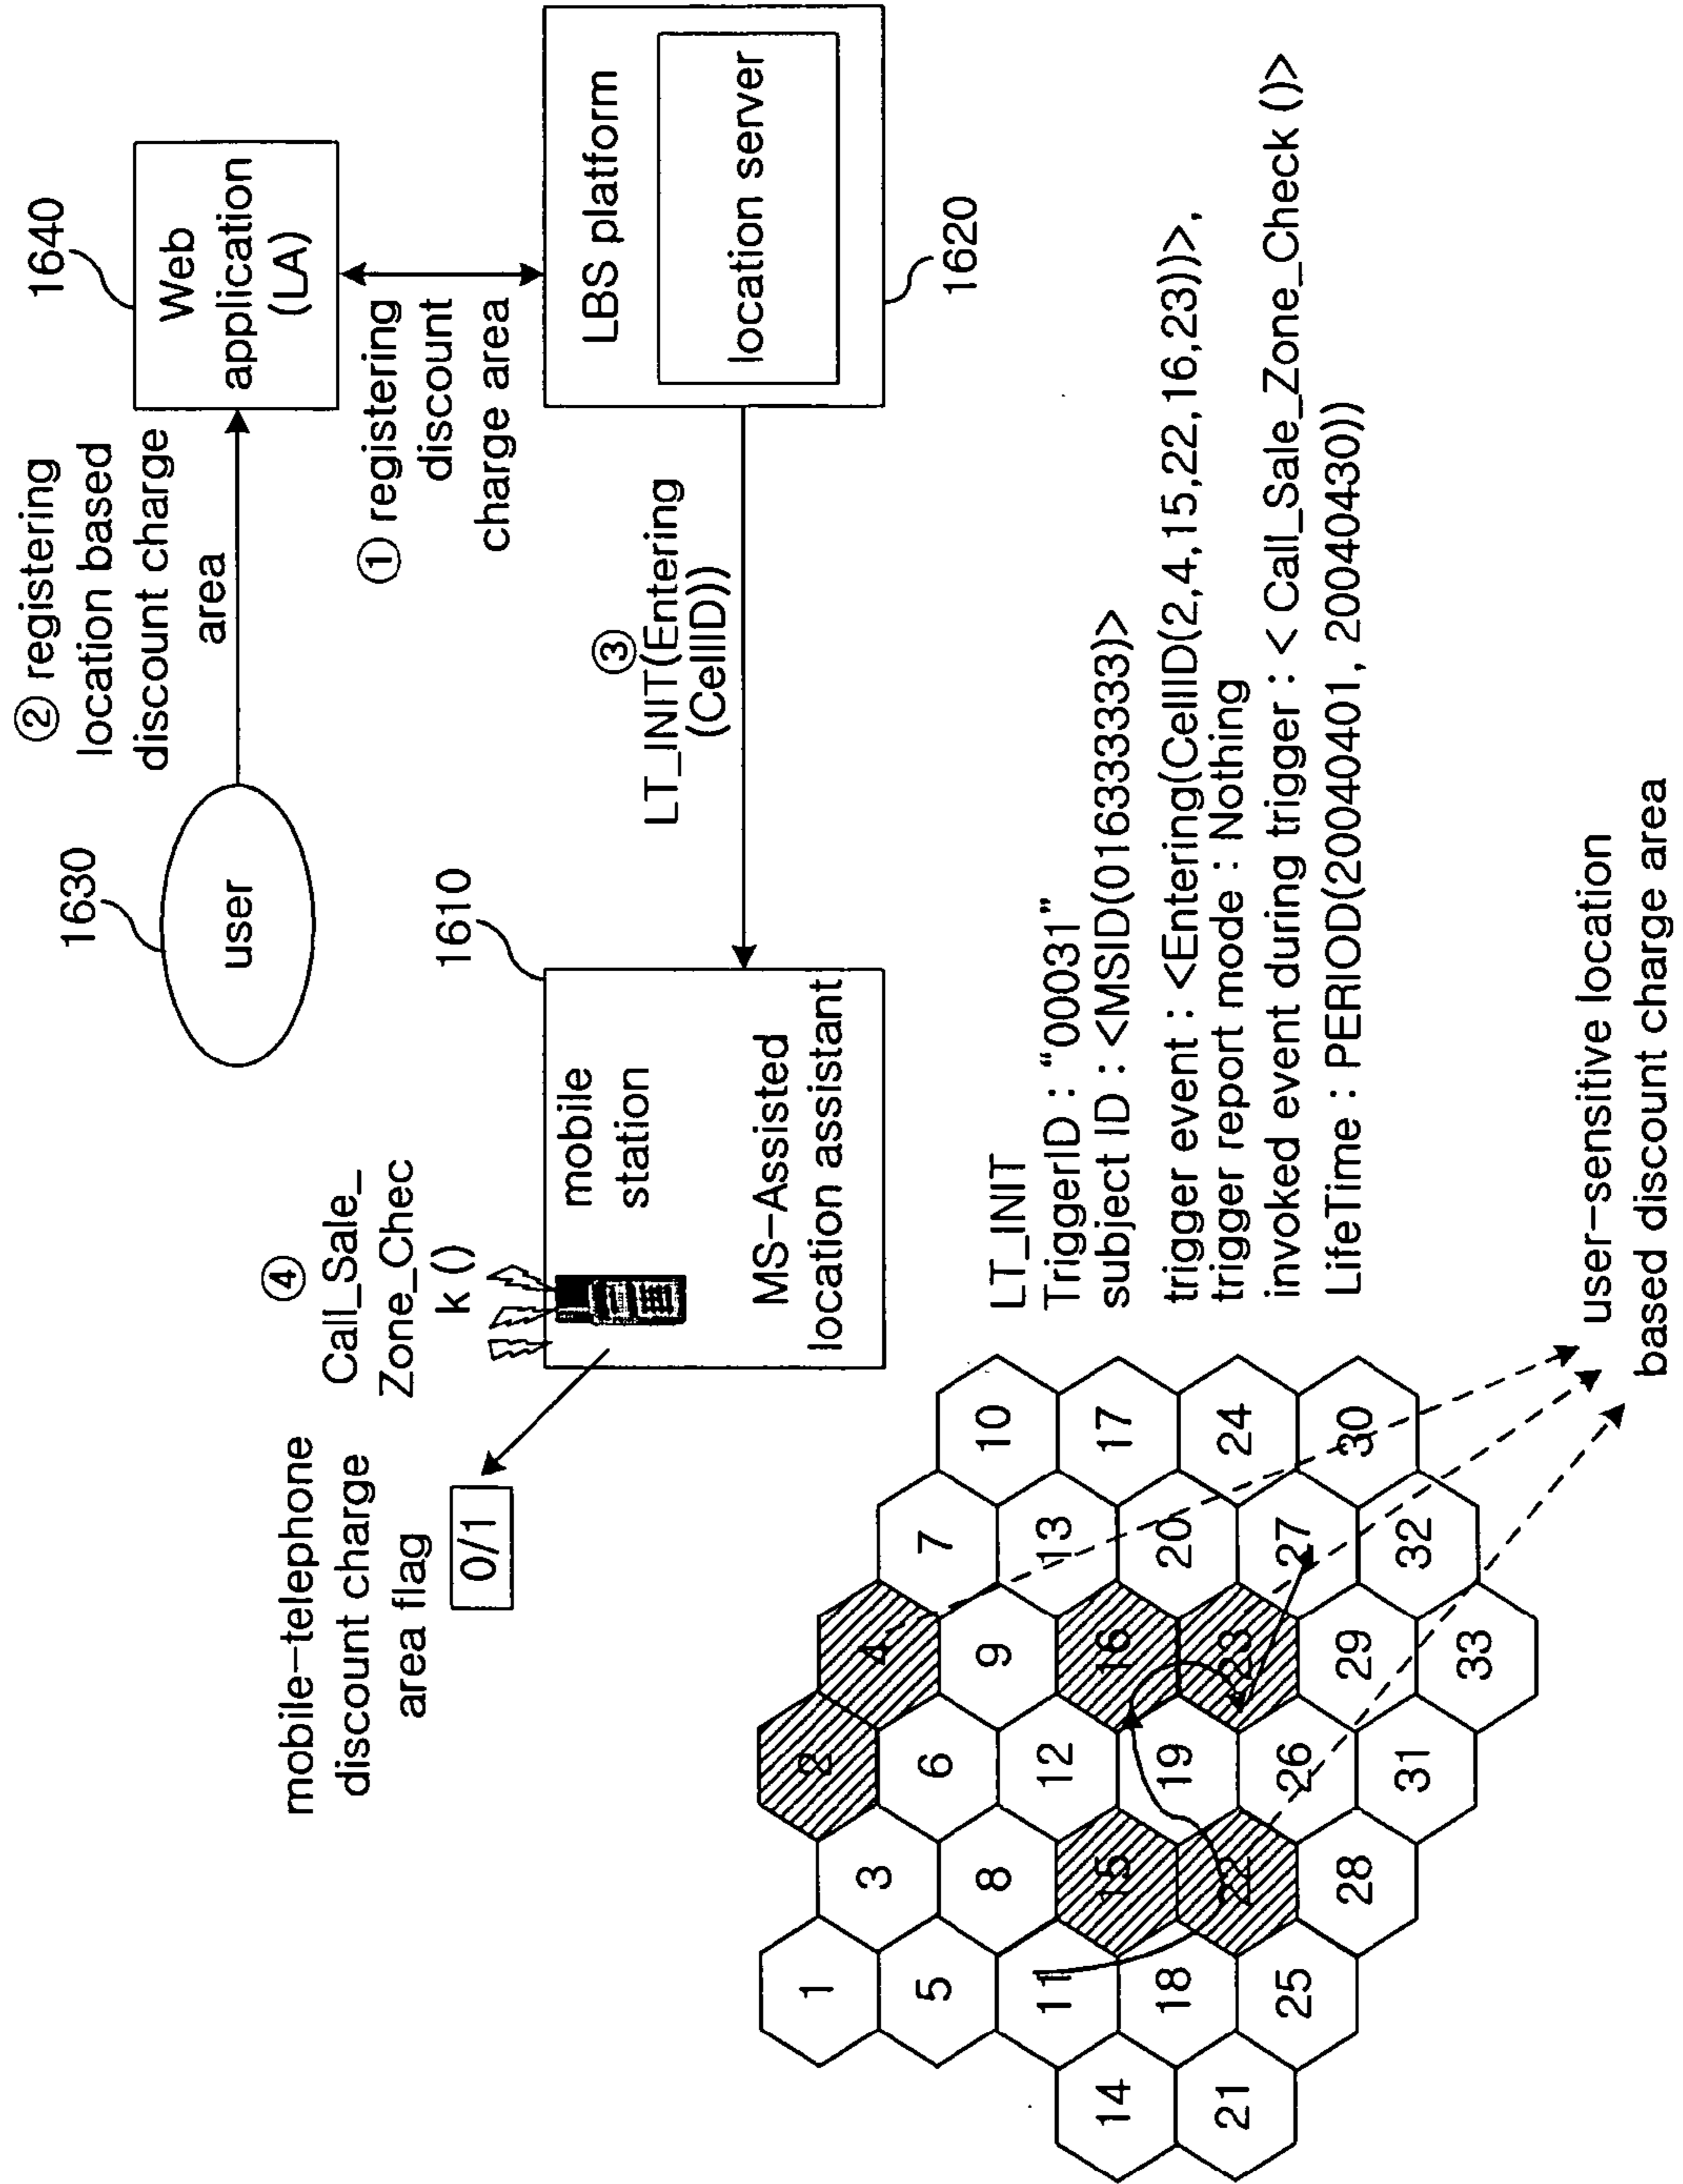 ② registering
location based
discount charge
area
1630
user
1640
Web
application
(LA)
① registering
discount
charge area
LBS platform
location server
1620
③
LT_INIT(Entering
(CellID))
1610
mobile
station
MS-Assisted
location assistant
④
Call_Sale_
Zone_Chec
k ()
mobile-telephone
discount charge
area flag
0/1
LT_INIT
TriggerID : “00031”
subject ID : <MSID(016333333)>
trigger event : <Entering(CellID(2,4,15,22,16,23))>,
trigger report mode : Nothing
invoked event during trigger : < Call_Sale_Zone_Check ()>
LifeTime : PERIOD(20040401, 20040430))
1
2
3
4
5
6
7
8
9
10
11
12
13
14
15
16
17
18
19
20
21
22
23
24
25
26
27
28
29
30
31
32
33
user-sensitive location
based discount charge area